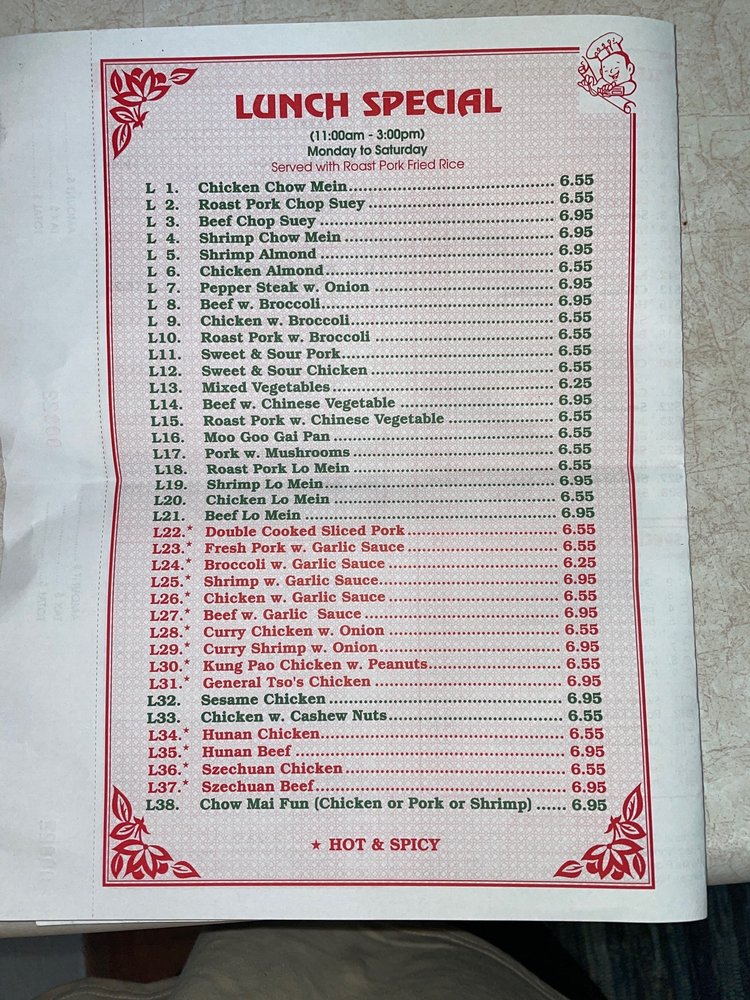 LUNCH SPECIAL
(11:00am - 3:00pm)
Monday to Saturday
Served with Roast Pork Fried Rice
L 1. Chicken Chow Mein 6.55
L 2. Roast Pork Chop Suey 6.55
L 3. Beef Chop Suey 6.95
L 4. Shrimp Chow Mein 6.95
L 5. Shrimp Almond 6.95
L 6. Chicken Almond 6.55
L 7. Pepper Steak w. Onion 6.95
L 8. Beef w. Broccoli 6.95
L 9. Chicken w. Broccoli 6.55
L10. Roast Pork w. Broccoli 6.55
L11. Sweet & Sour Pork 6.55
L12. Sweet & Sour Chicken 6.55
L13. Mixed Vegetables 6.25
L14. Beef w. Chinese Vegetable 6.95
L15. Roast Pork w. Chinese Vegetable 6.55
L16. Moo Goo Gai Pan 6.55
L17. Pork w. Mushrooms 6.55
L18. Roast Pork Lo Mein 6.55
L19. Shrimp Lo Mein 6.95
L20. Chicken Lo Mein 6.55
L21. Beef Lo Mein 6.95
L22.* Double Cooked Sliced Pork 6.55
L23.* Fresh Pork w. Garlic Sauce 6.55
L24.* Broccoli w. Garlic Sauce 6.25
L25.* Shrimp w. Garlic Sauce 6.95
L26.* Chicken w. Garlic Sauce 6.55
L27.* Beef w. Garlic Sauce 6.95
L28.* Curry Chicken w. Onion 6.55
L29.* Curry Shrimp w. Onion 6.95
L30.* Kung Pao Chicken w. Peanuts 6.55
L31.* General Tso's Chicken 6.95
L32. Sesame Chicken 6.95
L33. Chicken w. Cashew Nuts 6.55
L34.* Hunan Chicken 6.55
L35.* Hunan Beef 6.95
L36.* Szechuan Chicken 6.55
L37.* Szechuan Beef 6.95
L38. Chow Mai Fun (Chicken or Pork or Shrimp) 6.95
★ HOT & SPICY